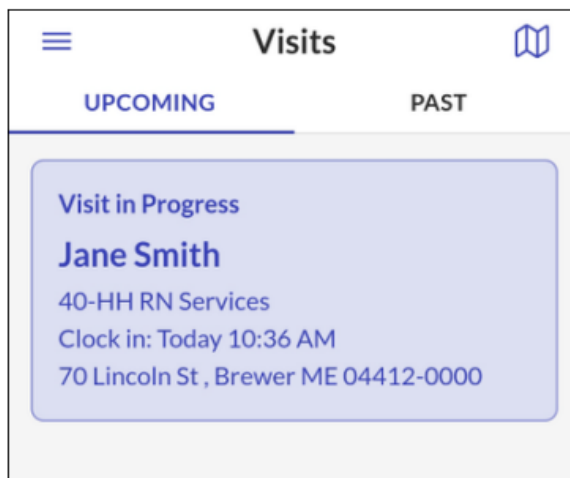 Visits
UPCOMING PAST
Visit in Progress
Jane Smith
40-HH RN Services
Clock in: Today 10:36 AM
70 Lincoln St , Brewer ME 04412-0000